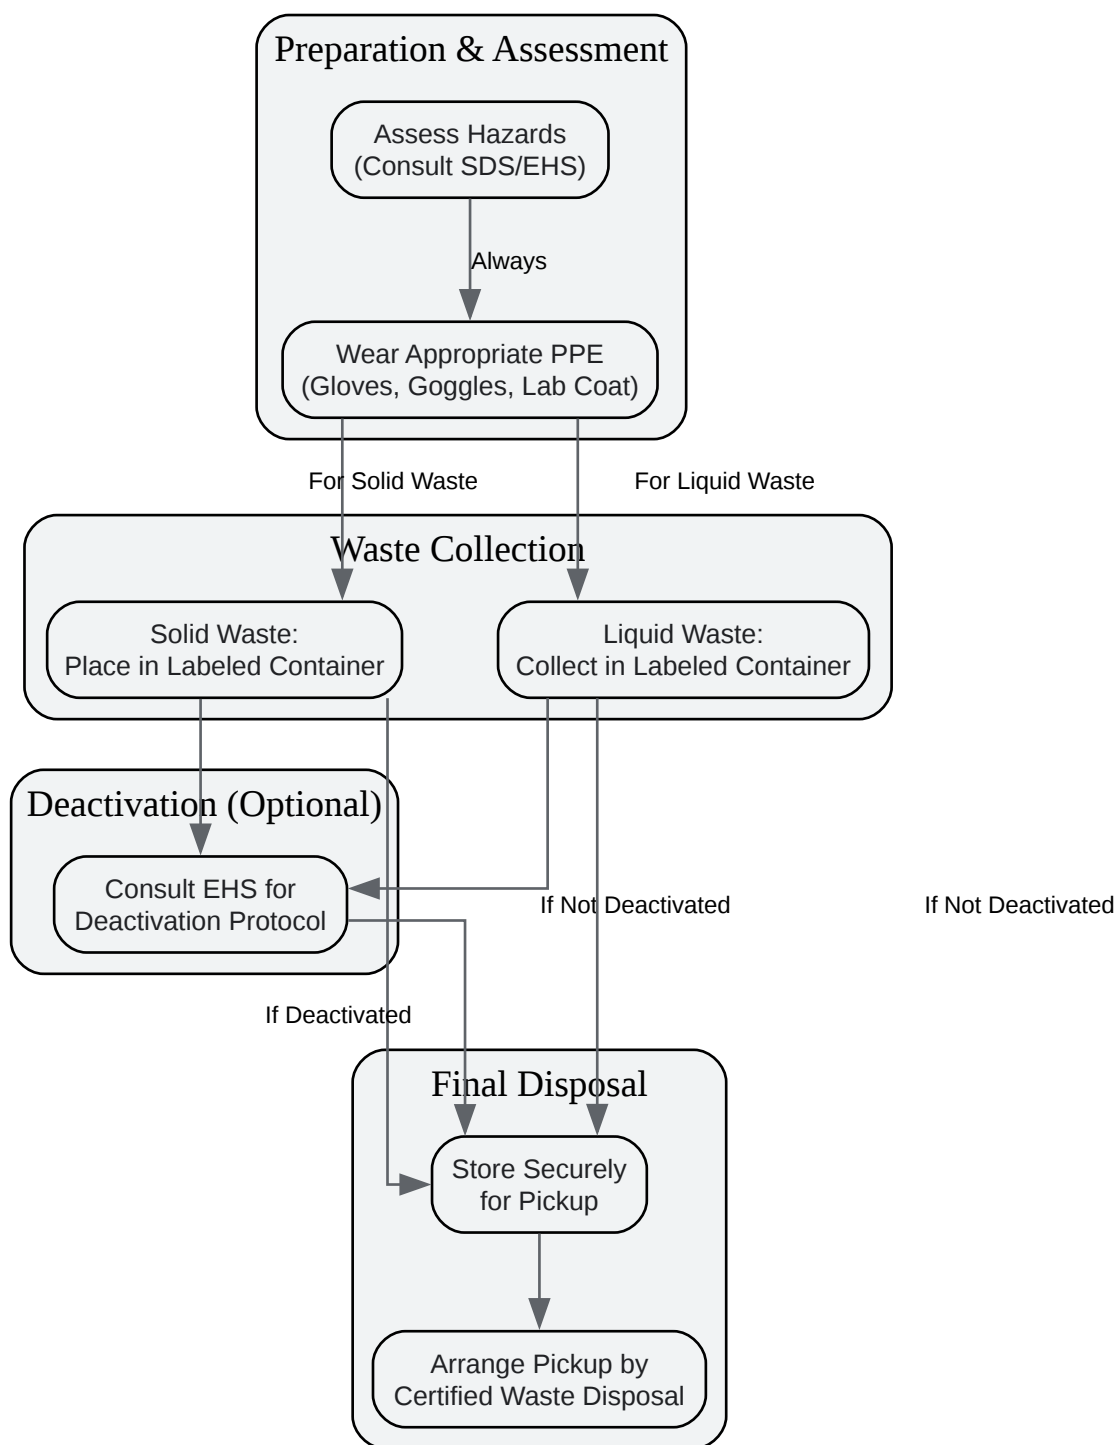 Preparation & Assessment
Assess Hazards
(Consult SDS/EHS)
Always
Wear Appropriate PPE
(Gloves, Goggles, Lab Coat)
For Solid Waste
For Liquid Waste
Waste Collection
Solid Waste:
Place in Labeled Container
Liquid Waste:
Collect in Labeled Container
Deactivation (Optional)
Consult EHS for
Deactivation Protocol
If Not Deactivated
If Not Deactivated
If Deactivated
Final Disposal
Store Securely
for Pickup
Arrange Pickup by
Certified Waste Disposal